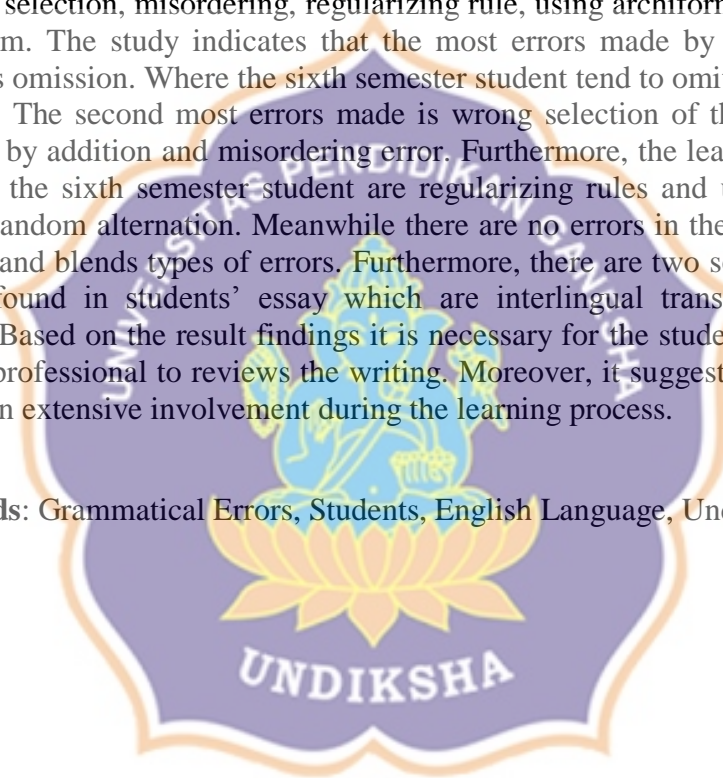 selection, misordering, regularizing rule, using archifor
m. The study indicates that the most errors made by
s omission. Where the sixth semester student tend to omit
The second most errors made is wrong selection of th
by addition and misordering error. Furthermore, the lea
the sixth semester student are regularizing rules and u
andom alternation. Meanwhile there are no errors in the
and blends types of errors. Furthermore, there are two s
found in students' essay which are interlingual trans
Based on the result findings it is necessary for the stude
professional to reviews the writing. Moreover, it suggest
n extensive involvement during the learning process.
ds: Grammatical Errors, Students, English Language, Und
UNIVERSITAS PENDIDIKAN GANESHA
UNDIKSHA